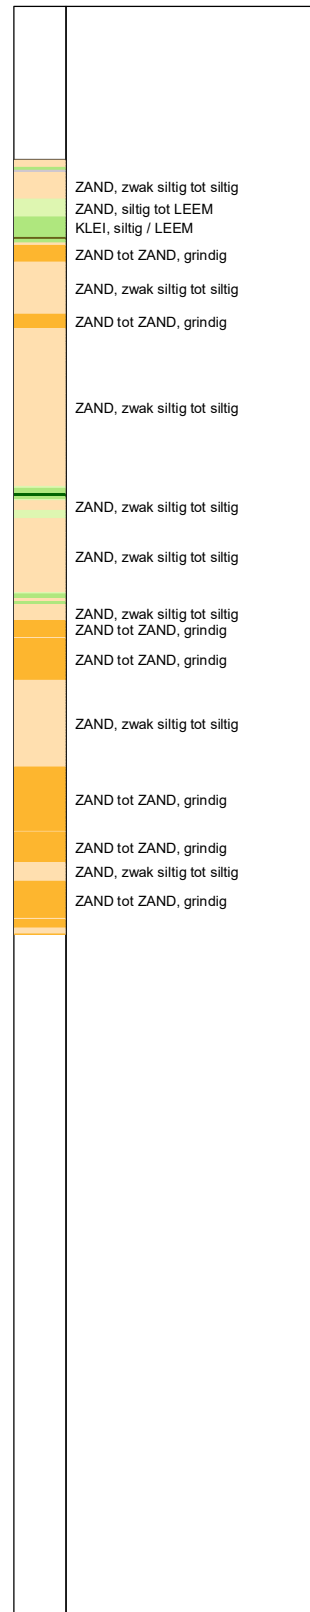 ZAND, zwak siltig tot siltig
ZAND, siltig tot LEEM
KLEI, siltig / LEEM
ZAND tot ZAND, grindig
ZAND, zwak siltig tot siltig
ZAND tot ZAND, grindig
ZAND, zwak siltig tot siltig
ZAND, zwak siltig tot siltig
ZAND, zwak siltig tot siltig
ZAND, zwak siltig tot siltig
ZAND tot ZAND, grindig
ZAND tot ZAND, grindig
ZAND, zwak siltig tot siltig
ZAND tot ZAND, grindig
ZAND tot ZAND, grindig
ZAND, zwak siltig tot siltig
ZAND tot ZAND, grindig